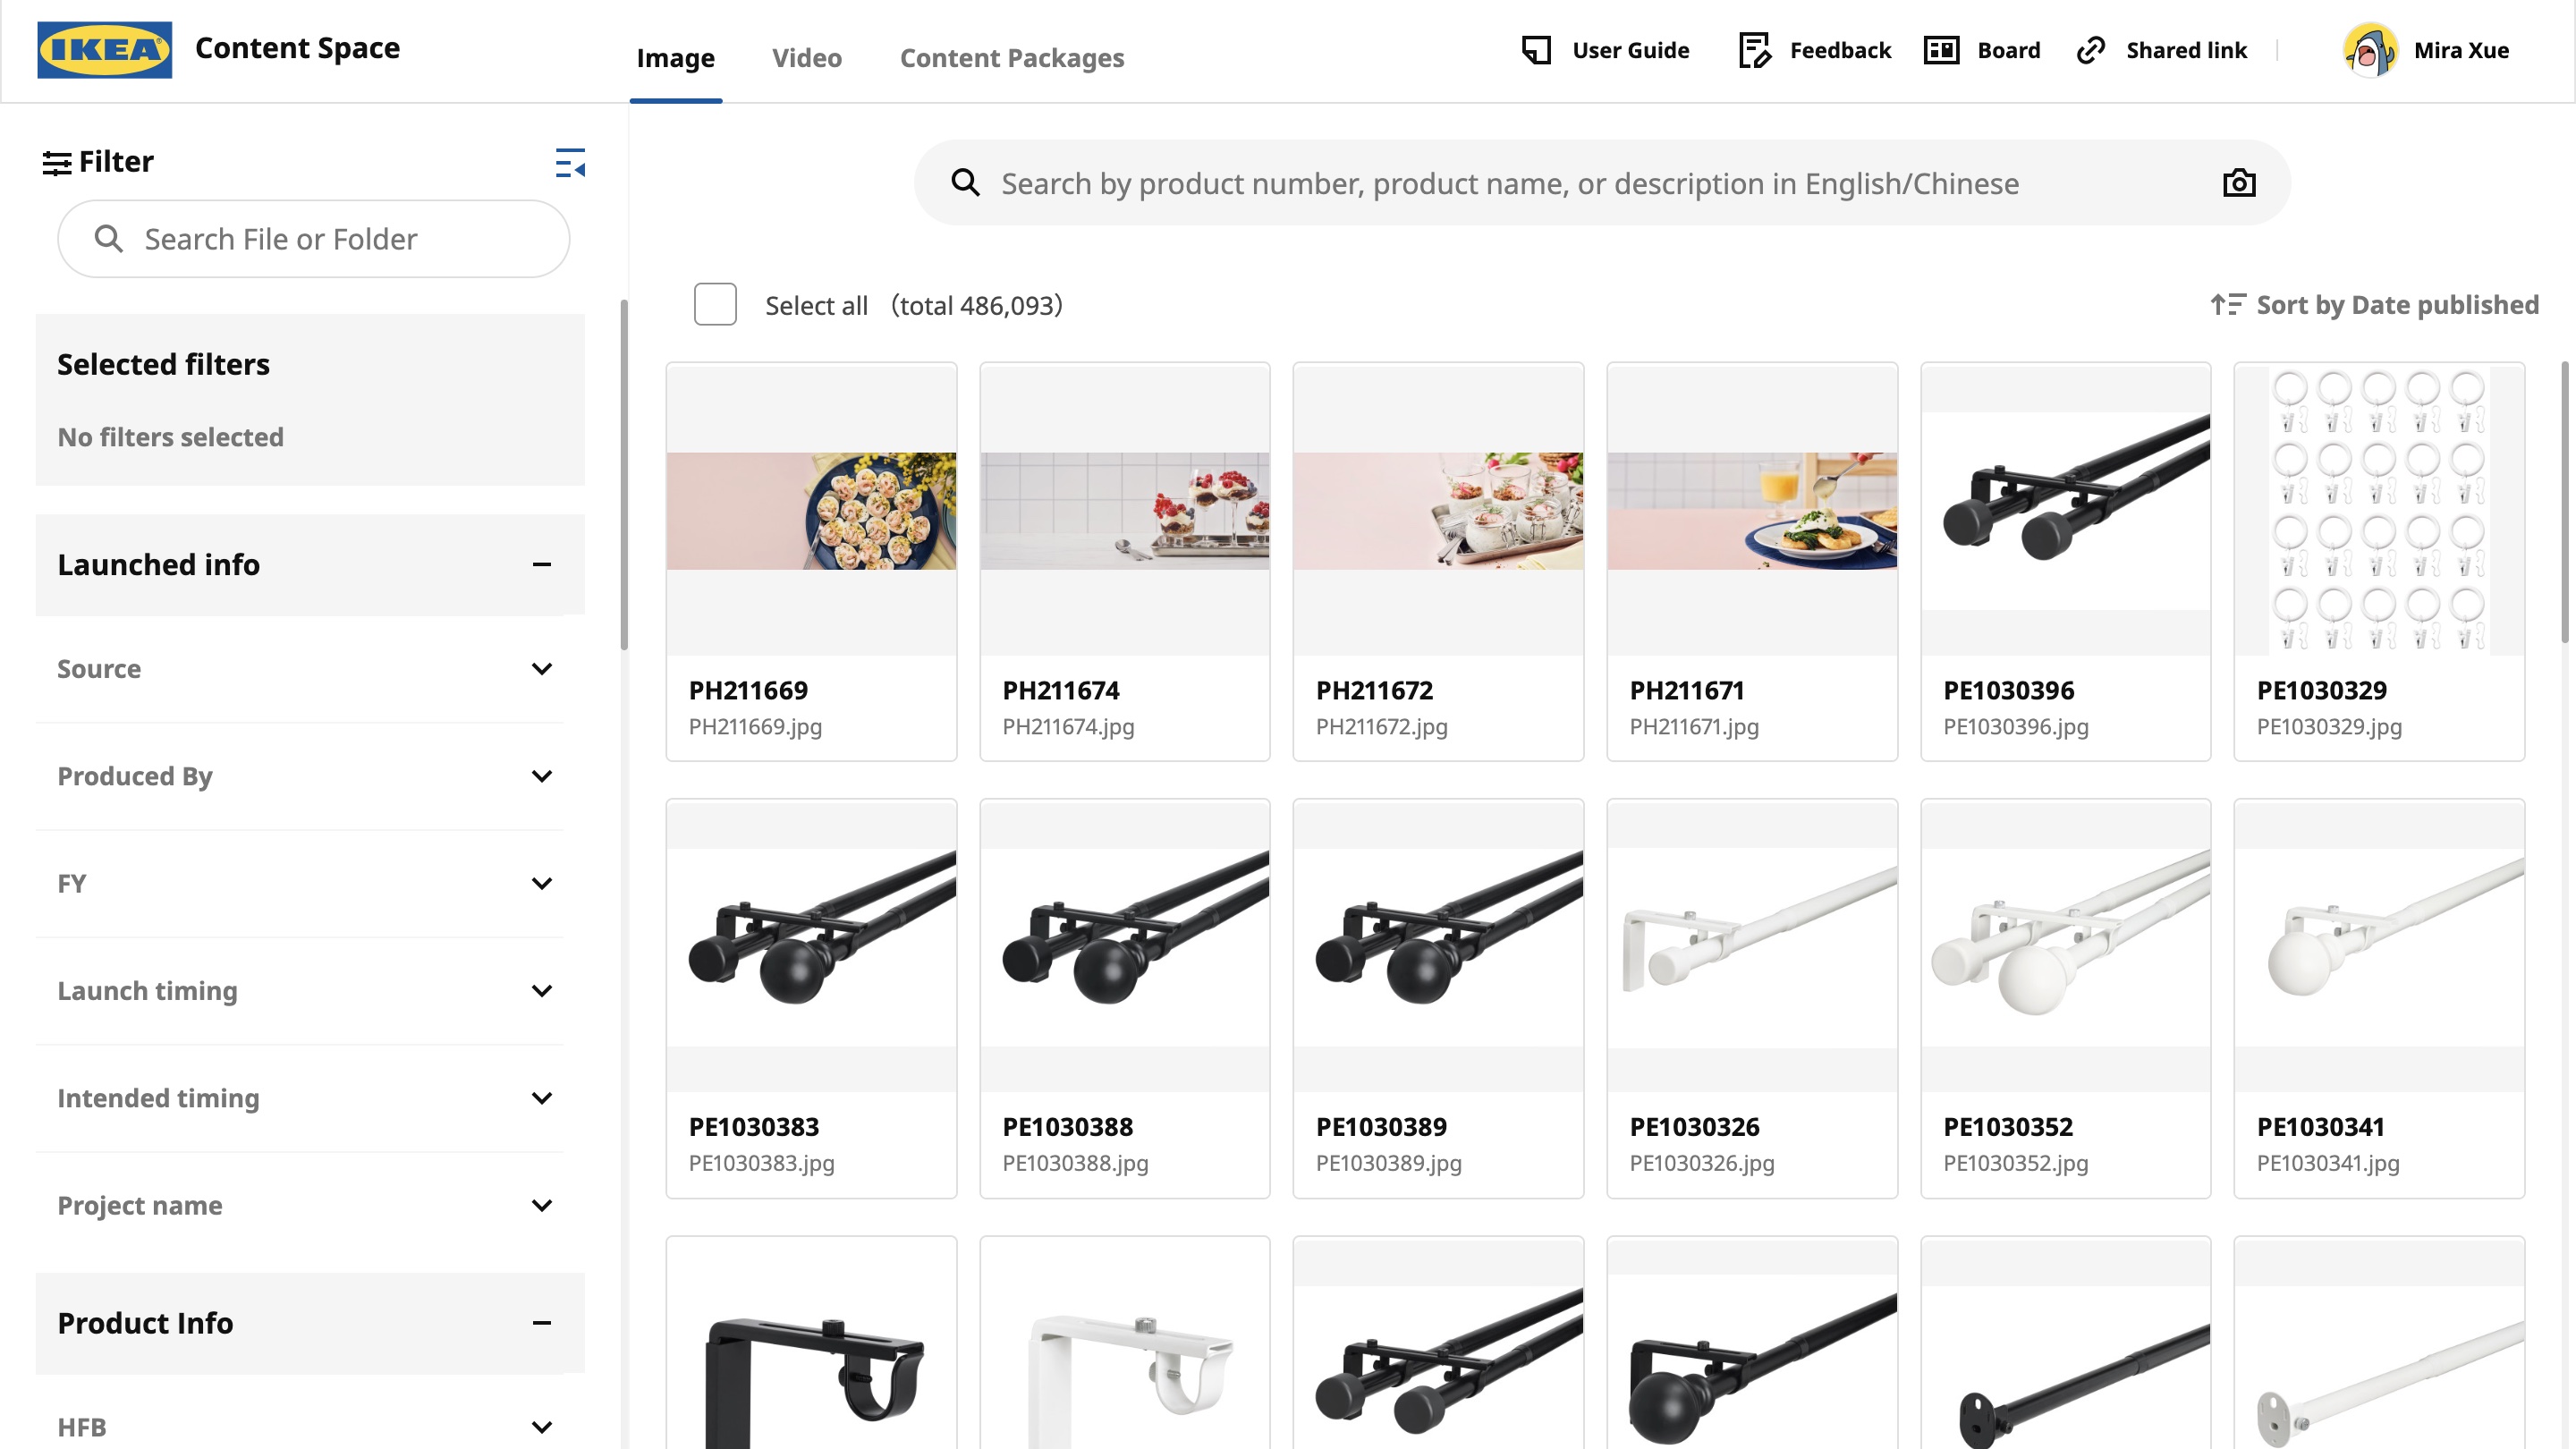 IKEA
Content Space
Image
Video
Content Packages
User Guide
Feedback
Board
Shared link
Mira Xue
Filter
Search File or Folder
Search by product number, product name, or description in English/Chinese
Select all （total 486,093）
Sort by Date published
Selected filters
No filters selected
Launched info
Source
Produced By
FY
Launch timing
Intended timing
Project name
Product Info
HFB
PH211669
PH211669.jpg
PH211674
PH211674.jpg
PH211672
PH211672.jpg
PH211671
PH211671.jpg
PE1030396
PE1030396.jpg
PE1030329
PE1030329.jpg
PE1030383
PE1030383.jpg
PE1030388
PE1030388.jpg
PE1030389
PE1030389.jpg
PE1030326
PE1030326.jpg
PE1030352
PE1030352.jpg
PE1030341
PE1030341.jpg